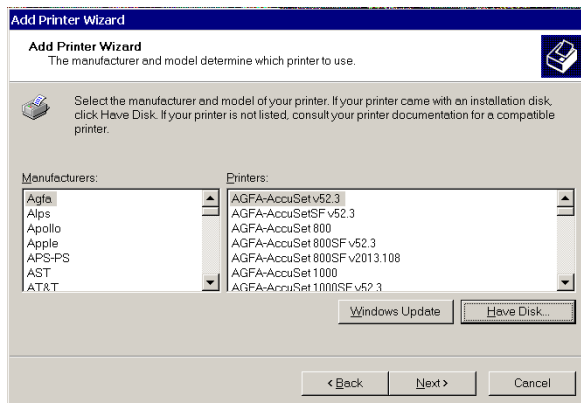 Add Printer Wizard
Add Printer Wizard
The manufacturer and model determine which printer to use.
Select the manufacturer and model of your printer. If your printer came with an installation disk,
click Have Disk. If your printer is not listed, consult your printer documentation for a compatible
printer.
Manufacturers:
Agfa
Alps
Apollo
Apple
APS-PS
AST
AT&T
Printers:
AGFA-AccuSet v52.3
AGFA-AccuSetSF v52.3
AGFA-AccuSet 800
AGFA-AccuSet 800SF v52.3
AGFA-AccuSet 800SF v2013.108
AGFA-AccuSet 1000
AGFA-AccuSet 1000SF v52.3
Windows Update
Have Disk...
< Back
Next >
Cancel